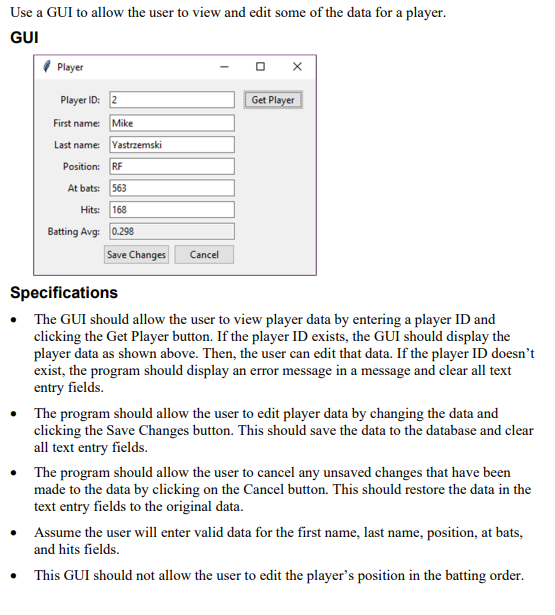 Use a GUI to allow the user to view and edit some of the data for a player.
GUI
Player
Player ID: 2 Get Player
First name: Mike
Last name: Yastrzemski
Position: RF
At bats: 563
Hits: 168
Batting Avg: 0.298
Save Changes Cancel
Specifications
• The GUI should allow the user to view player data by entering a player ID and
clicking the Get Player button. If the player ID exists, the GUI should display the
player data as shown above. Then, the user can edit that data. If the player ID doesn’t
exist, the program should display an error message in a message and clear all text
entry fields.
• The program should allow the user to edit player data by changing the data and
clicking the Save Changes button. This should save the data to the database and clear
all text entry fields.
• The program should allow the user to cancel any unsaved changes that have been
made to the data by clicking on the Cancel button. This should restore the data in the
text entry fields to the original data.
• Assume the user will enter valid data for the first name, last name, position, at bats,
and hits fields.
• This GUI should not allow the user to edit the player’s position in the batting order.